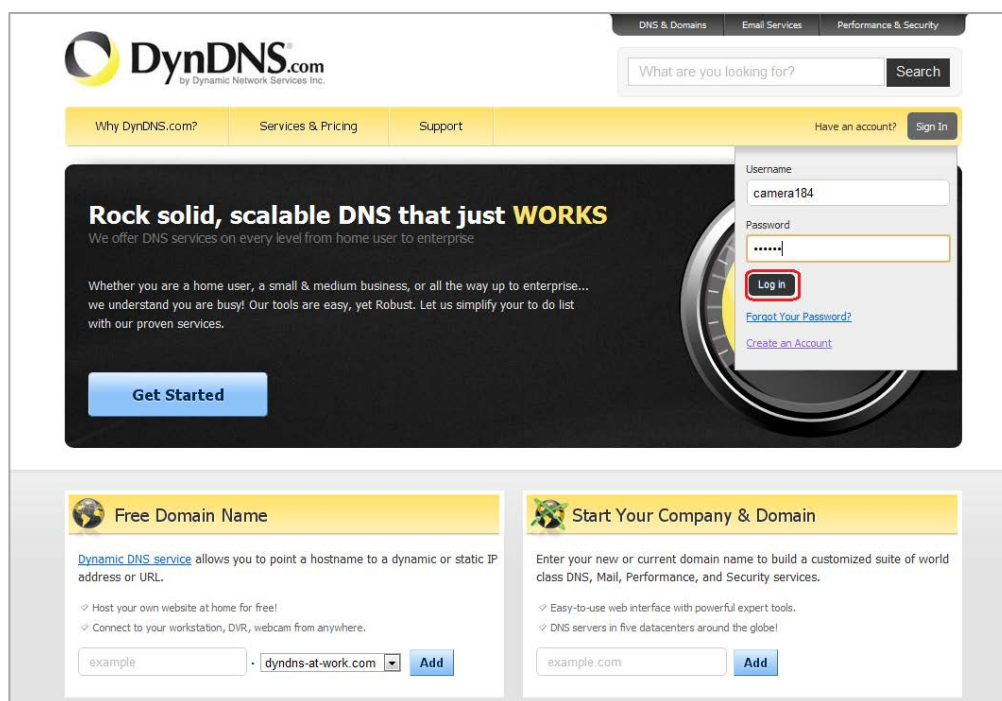 DNS & Domains
Email Services
Performance & Security
DynDNS.com
by Dynamic Network Services Inc.
What are you looking for?
Search
Why DynDNS.com?
Services & Pricing
Support
Have an account?
Sign In
Username
camera184
Password
••••••
Log in
Forgot Your Password?
Create an Account
Rock solid, scalable DNS that just WORKS
We offer DNS services on every level from home user to enterprise
Whether you are a home user, a small & medium business, or all the way up to enterprise...
we understand you are busy! Our tools are easy, yet Robust. Let us simplify your to do list
with our proven services.
Get Started
Free Domain Name
Dynamic DNS service allows you to point a hostname to a dynamic or static IP
address or URL.
Host your own website at home for free!
Connect to your workstation, DVR, webcam from anywhere.
example
. dyndns-at-work.com
Add
Start Your Company & Domain
Enter your new or current domain name to build a customized suite of world
class DNS, Mail, Performance, and Security services.
Easy-to-use web interface with powerful expert tools.
DNS servers in five datacenters around the globe!
example.com
Add